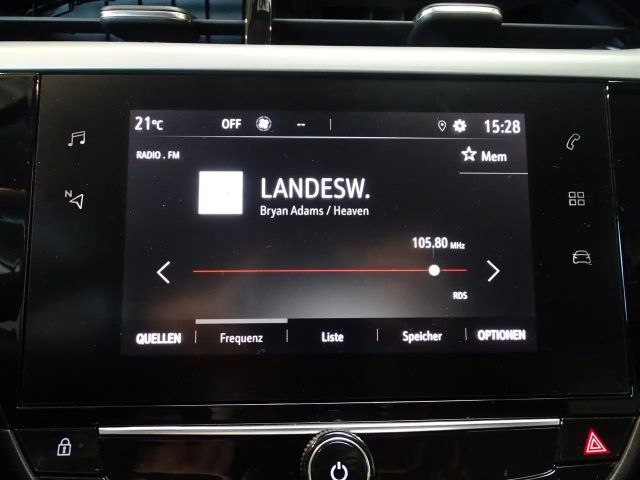 21°C OFF -- 15:28
RADIO . FM
Mem
LANDESW.
Bryan Adams / Heaven
N
105.80 MHz
RDS
QUELLEN Frequenz Liste Speicher OPTIONEN